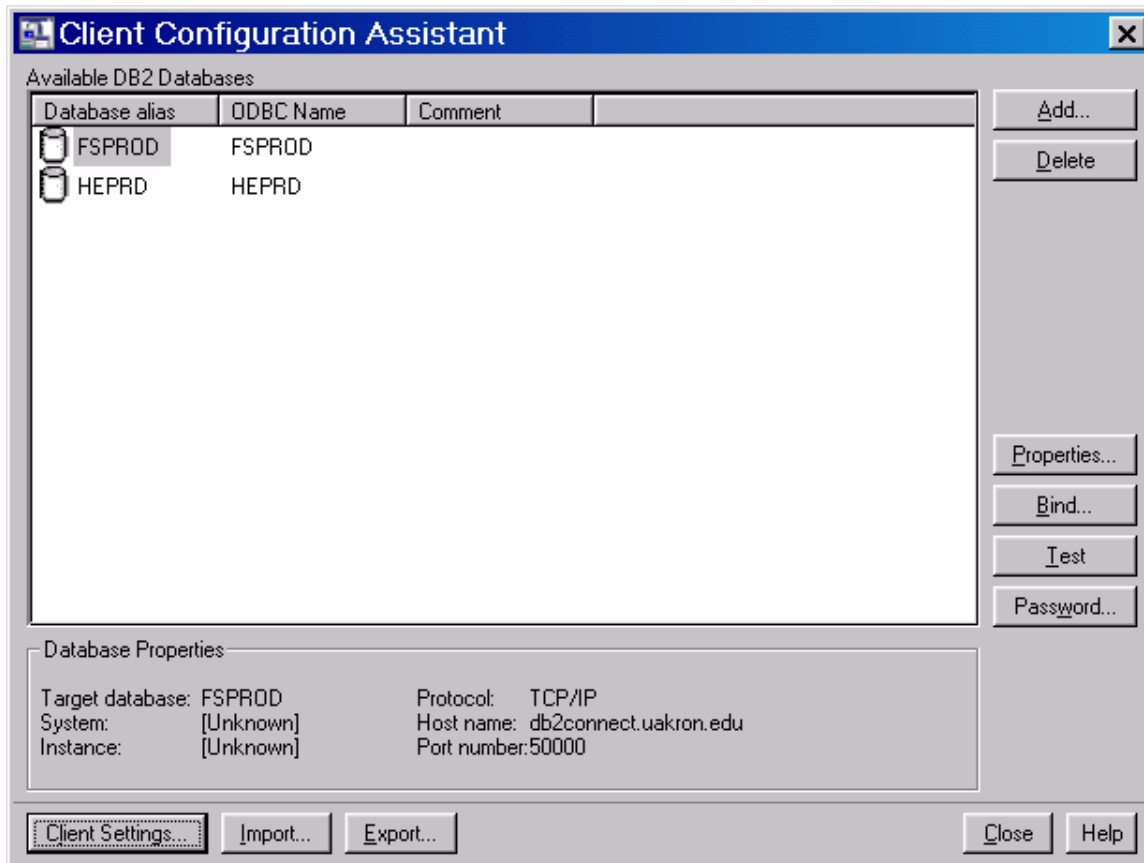 Client Configuration Assistant
Available DB2 Databases
Database alias ODBC Name Comment
FSPROD FSPROD
HEPRD HEPRD
Add...
Delete
Properties...
Bind...
Test
Password...
Database Properties
Target database: FSPROD Protocol: TCP/IP
System: [Unknown] Host name: db2connect.uakron.edu
Instance: [Unknown] Port number:50000
Client Settings... Import... Export... Close Help